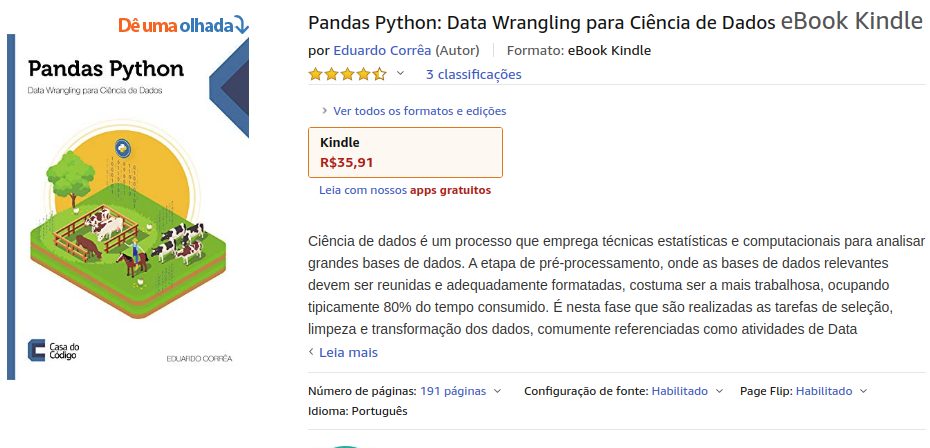 Dê uma olhada
Pandas Python
Data Wrangling para Ciência de Dados
Casa do
Código
EDUARDO CORRÊA
Pandas Python: Data Wrangling para Ciência de Dados eBook Kindle
por Eduardo Corrêa (Autor) Formato: eBook Kindle
3 classificações
Ver todos os formatos e edições
Kindle
R$35,91
Leia com nossos apps gratuitos
Ciência de dados é um processo que emprega técnicas estatísticas e computacionais para analisar
grandes bases de dados. A etapa de pré-processamento, onde as bases de dados relevantes
devem ser reunidas e adequadamente formatadas, costuma ser a mais trabalhosa, ocupando
tipicamente 80% do tempo consumido. É nesta fase que são realizadas as tarefas de seleção,
limpeza e transformação dos dados, comumente referenciadas como atividades de Data
Leia mais
Número de páginas: 191 páginas Configuração de fonte: Habilitado Page Flip: Habilitado
Idioma: Português